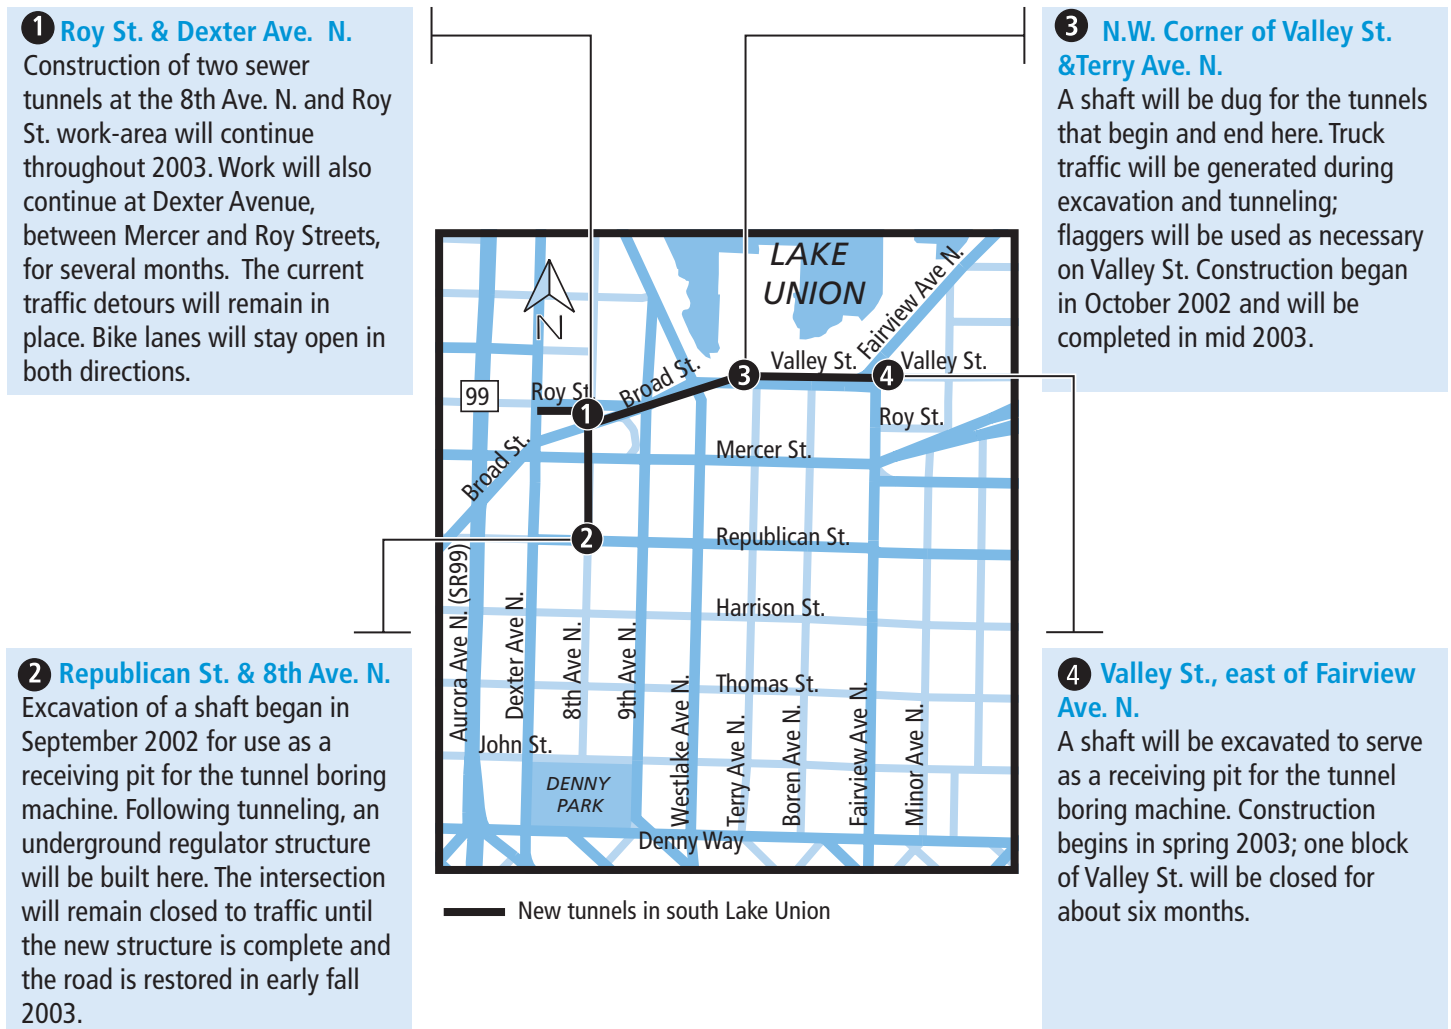 1 Roy St. & Dexter Ave. N.
Construction of two sewer
tunnels at the 8th Ave. N. and Roy
St. work-area will continue
throughout 2003. Work will also
continue at Dexter Avenue,
between Mercer and Roy Streets,
for several months. The current
traffic detours will remain in
place. Bike lanes will stay open in
both directions.
2 Republican St. & 8th Ave. N.
Excavation of a shaft began in
September 2002 for use as a
receiving pit for the tunnel boring
machine. Following tunneling, an
underground regulator structure
will be built here. The intersection
will remain closed to traffic until
the new structure is complete and
the road is restored in early fall
2003.
3 N.W. Corner of Valley St.
&Terry Ave. N.
A shaft will be dug for the tunnels
that begin and end here. Truck
traffic will be generated during
excavation and tunneling;
flaggers will be used as necessary
on Valley St. Construction began
in October 2002 and will be
completed in mid 2003.
4 Valley St., east of Fairview
Ave. N.
A shaft will be excavated to serve
as a receiving pit for the tunnel
boring machine. Construction
begins in spring 2003; one block
of Valley St. will be closed for
about six months.
LAKE
UNION
N
Fairview Ave N.
Valley St.
Valley St.
3
4
99
Roy St.
1
Broad St.
Roy St.
Broad St.
Mercer St.
2
Republican St.
Harrison St.
Thomas St.
John St.
Aurora Ave N. (SR99)
Dexter Ave N.
8th Ave N.
9th Ave N.
Westlake Ave N.
Terry Ave N.
Boren Ave N.
Fairview Ave N.
Minor Ave N.
DENNY
PARK
Denny Way
New tunnels in south Lake Union